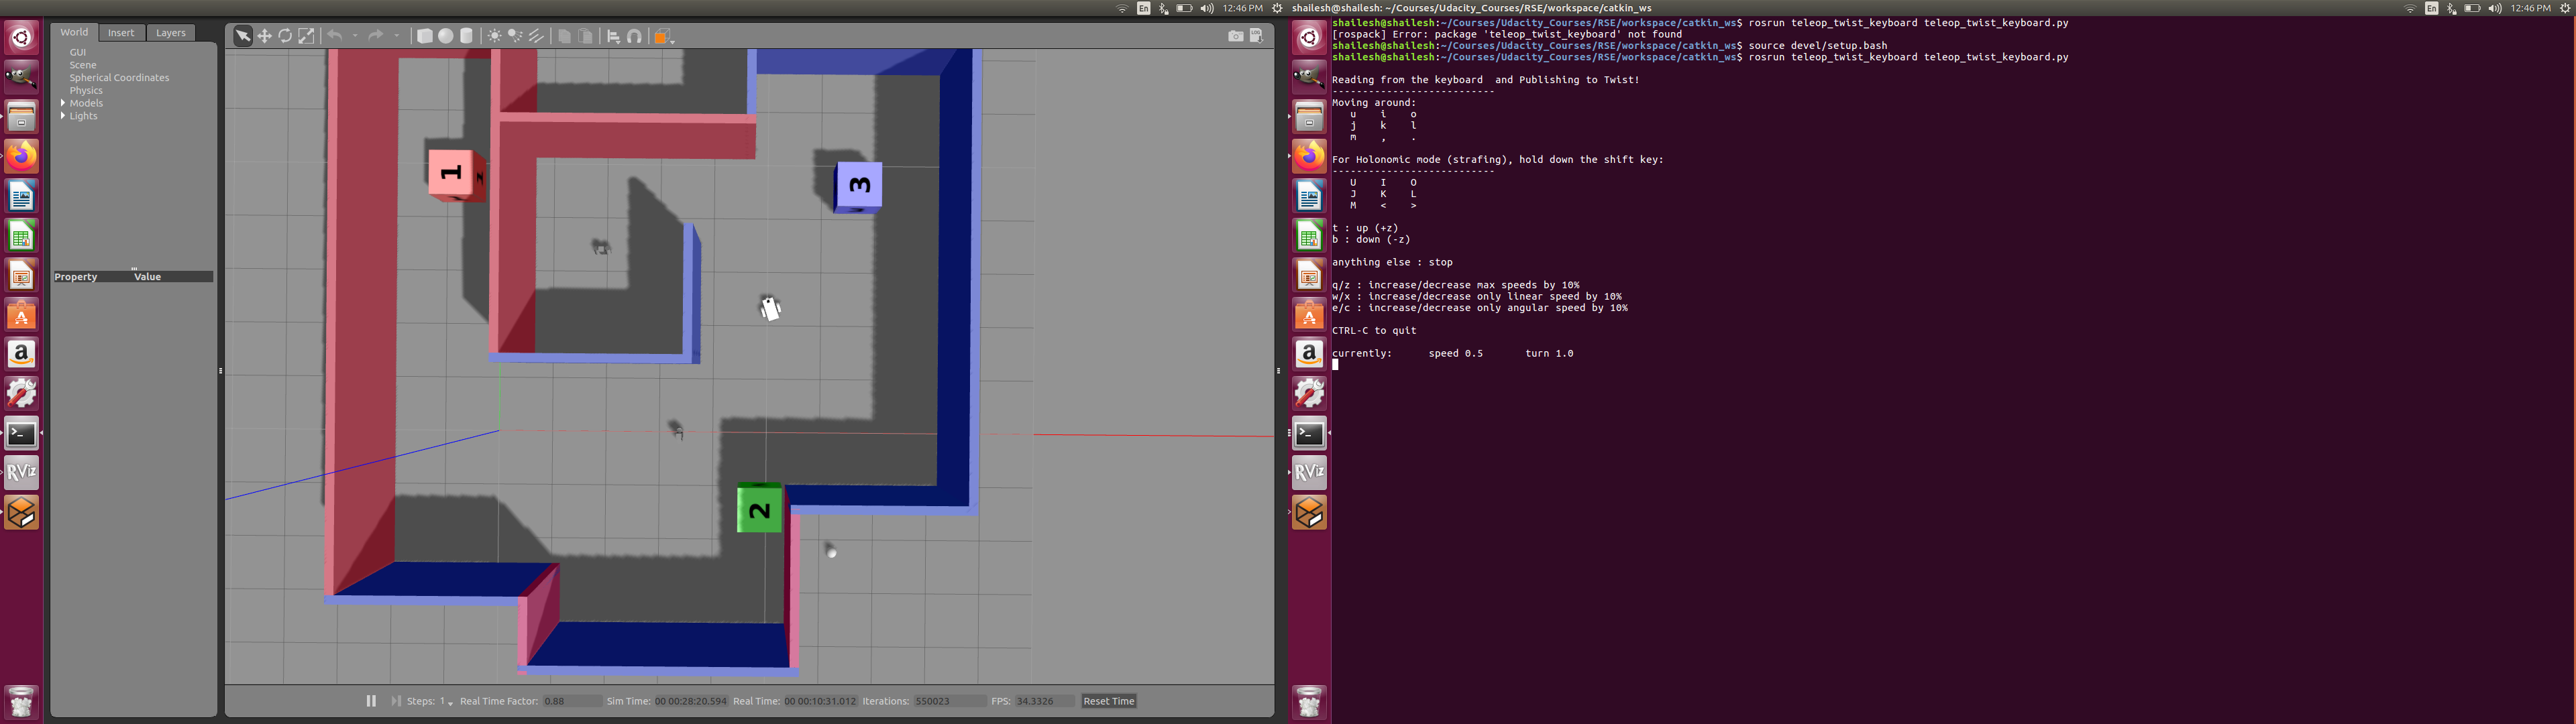 En 12:46 PM
World Insert Layers
GUI
Scene
Spherical Coordinates
Physics
Models
Lights
Property Value
1
2
3
a
RViz
Steps: 1 Real Time Factor: 0.88 Sim Time: 00 00:28:20.594 Real Time: 00 00:10:31.012 Iterations: 550023 FPS: 34.3326 Reset Time
shailesh@shailesh: ~/Courses/Udacity_Courses/RSE/workspace/catkin_ws En 12:46 PM
a
RViz
shailesh@shailesh:~/Courses/Udacity_Courses/RSE/workspace/catkin_ws$ rosrun teleop_twist_keyboard teleop_twist_keyboard.py
[rospack] Error: package 'teleop_twist_keyboard' not found
shailesh@shailesh:~/Courses/Udacity_Courses/RSE/workspace/catkin_ws$ source devel/setup.bash
shailesh@shailesh:~/Courses/Udacity_Courses/RSE/workspace/catkin_ws$ rosrun teleop_twist_keyboard teleop_twist_keyboard.py
Reading from the keyboard  and Publishing to Twist!
---------------------------
Moving around:
u i o
j k l
m , .
For Holonomic mode (strafing), hold down the shift key:
---------------------------
U I O
J K L
M < >
t : up (+z)
b : down (-z)
anything else : stop
q/z : increase/decrease max speeds by 10%
w/x : increase/decrease only linear speed by 10%
e/c : increase/decrease only angular speed by 10%
CTRL-C to quit
currently: speed 0.5 turn 1.0